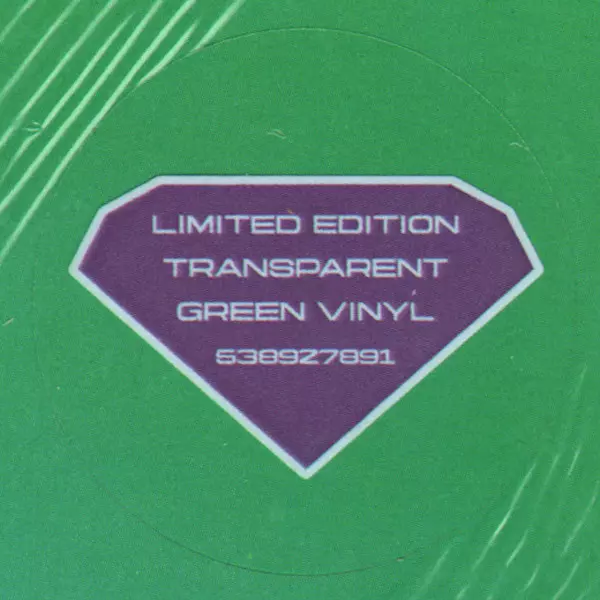 LIMITED EDITION
TRANSPARENT
GREEN VINYL
538927891